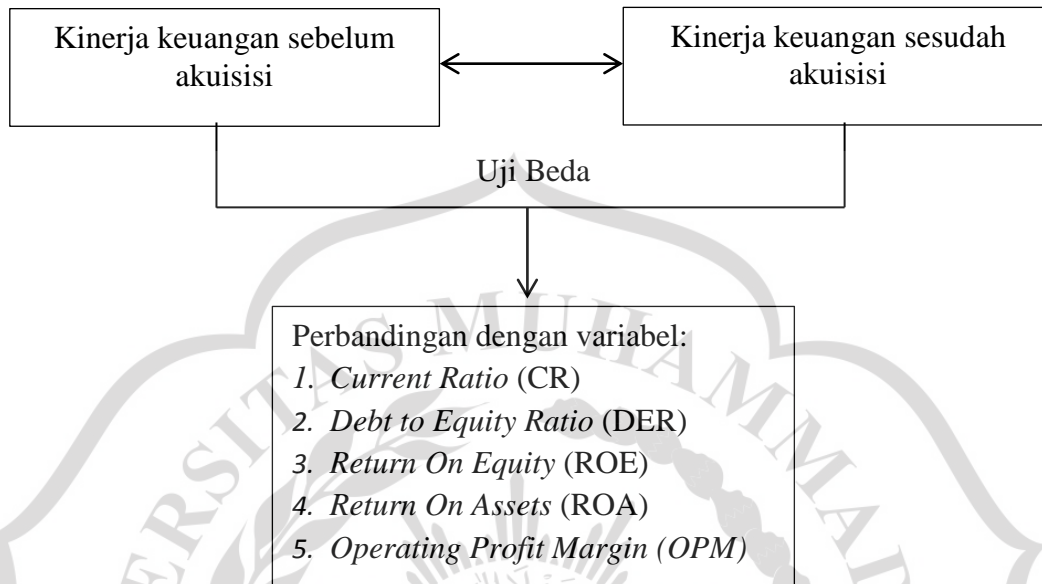 Kinerja keuangan sebelum
akuisisi
Kinerja keuangan sesudah
akuisisi
Uji Beda
Perbandingan dengan variabel:
1. Current Ratio (CR)
2. Debt to Equity Ratio (DER)
3. Return On Equity (ROE)
4. Return On Assets (ROA)
5. Operating Profit Margin (OPM)
ERSITAS MUHAMMAD